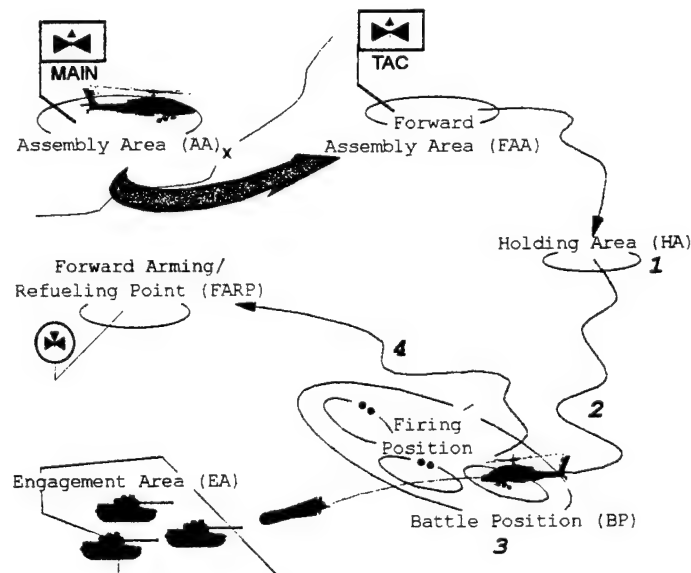 MAIN
TAC
Assembly Area (AA)
x
Forward
Assembly Area (FAA)
Holding Area (HA)
1
Forward Arming/
Refueling Point (FARP)
4
2
Firing
Position
Engagement Area (EA)
Battle Position (BP)
3